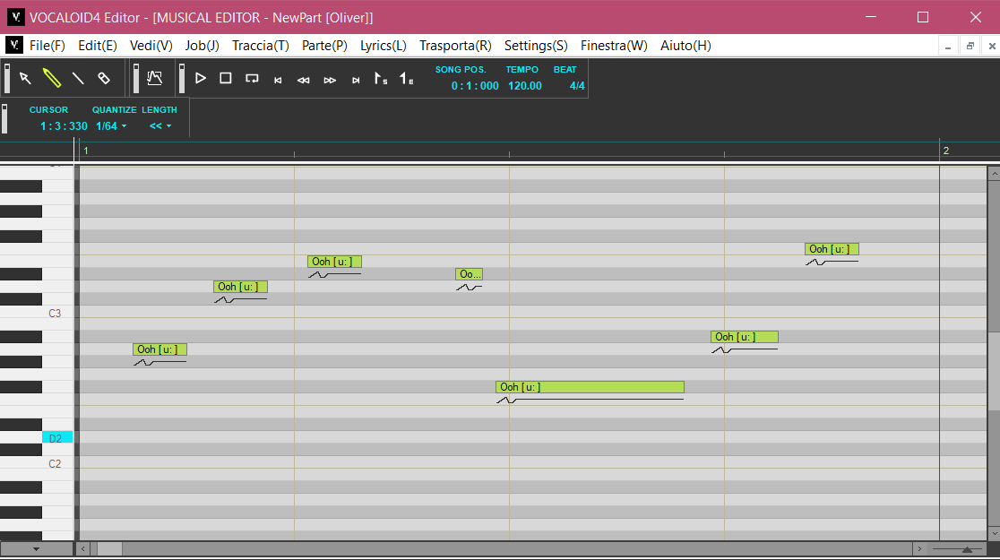 VOCALOID4 Editor - [MUSICAL EDITOR - NewPart [Oliver]]
File(F) Edit(E) Vedi(V) Job(J) Traccia(T) Parte(P) Lyrics(L) Trasporta(R) Settings(S) Finestra(W) Aiuto(H)
SONG POS. TEMPO BEAT
0 : 1 : 000 120.00 4/4
CURSOR QUANTIZE LENGTH
1 : 3 : 330 1/64 <<
1 2
Ooh [ u: ]
Ooh [ u: ]
Oo...
Ooh [ u: ]
C3
Ooh [ u: ]
Ooh [ u: ]
Ooh [ u: ]
D2
C2